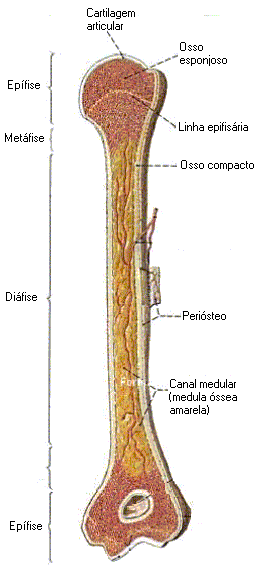 Cartilagem
articular
Osso
esponjoso
Epífise
Linha epifisária
Metáfise
Osso compacto
Diáfise
Periósteo
Canal medular
(medula óssea
amarela)
Epífise